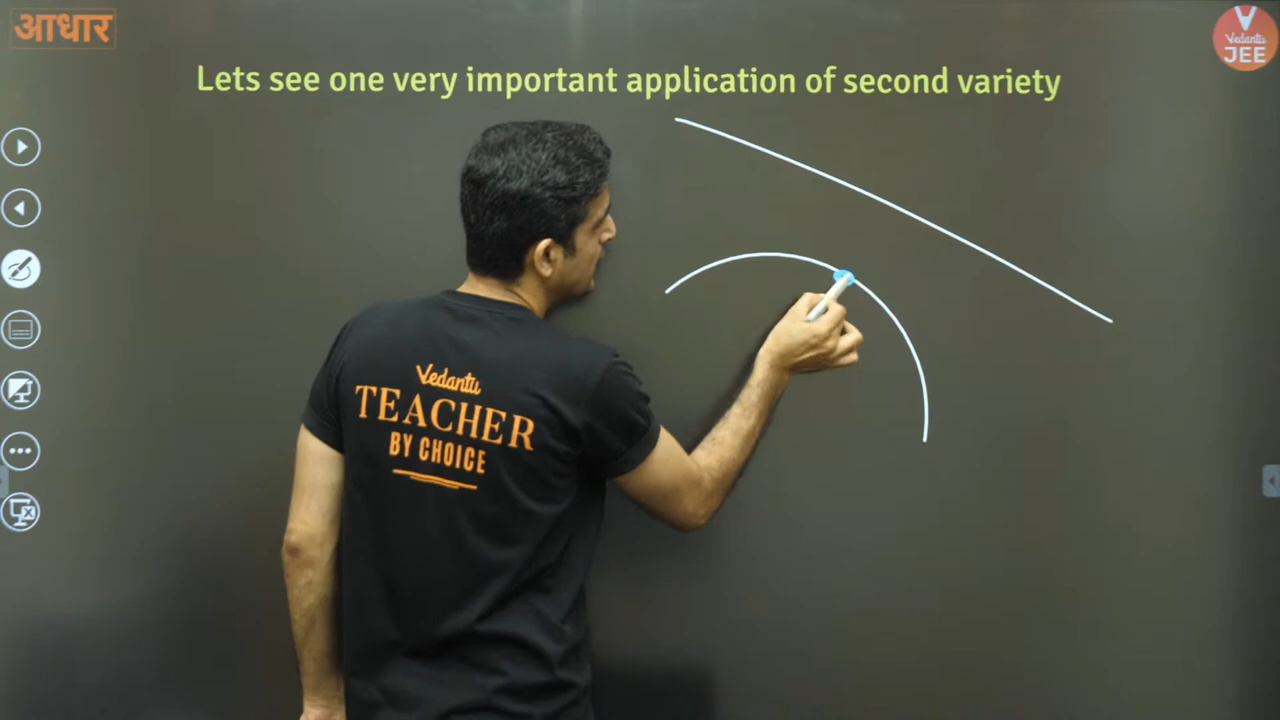 आधार
Vedantu
JEE
Lets see one very important application of second variety
Vedantu
TEACHER
BY CHOICE